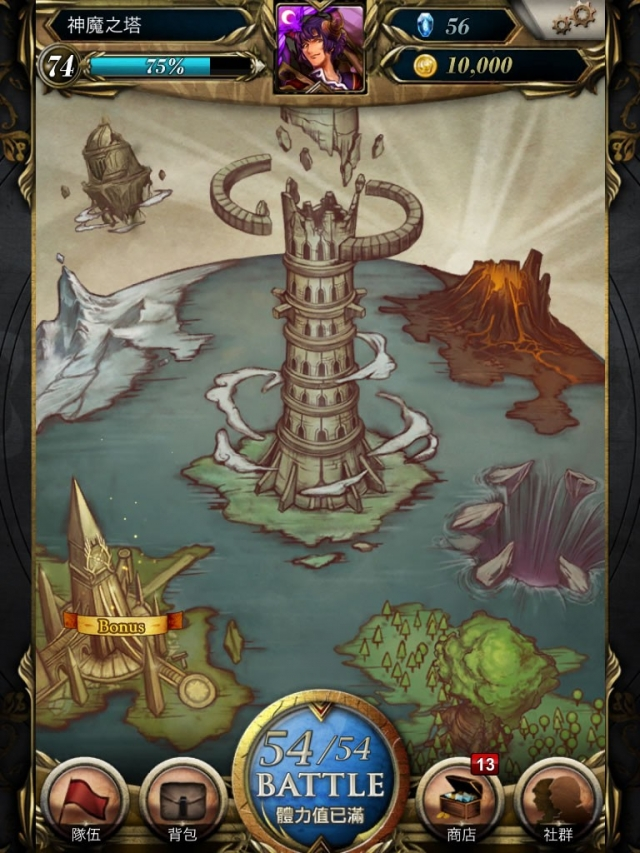 神魔之塔
56
74
75%
10,000
Bonus
54/54
BATTLE
體力值已滿
13
隊伍
背包
商店
社群